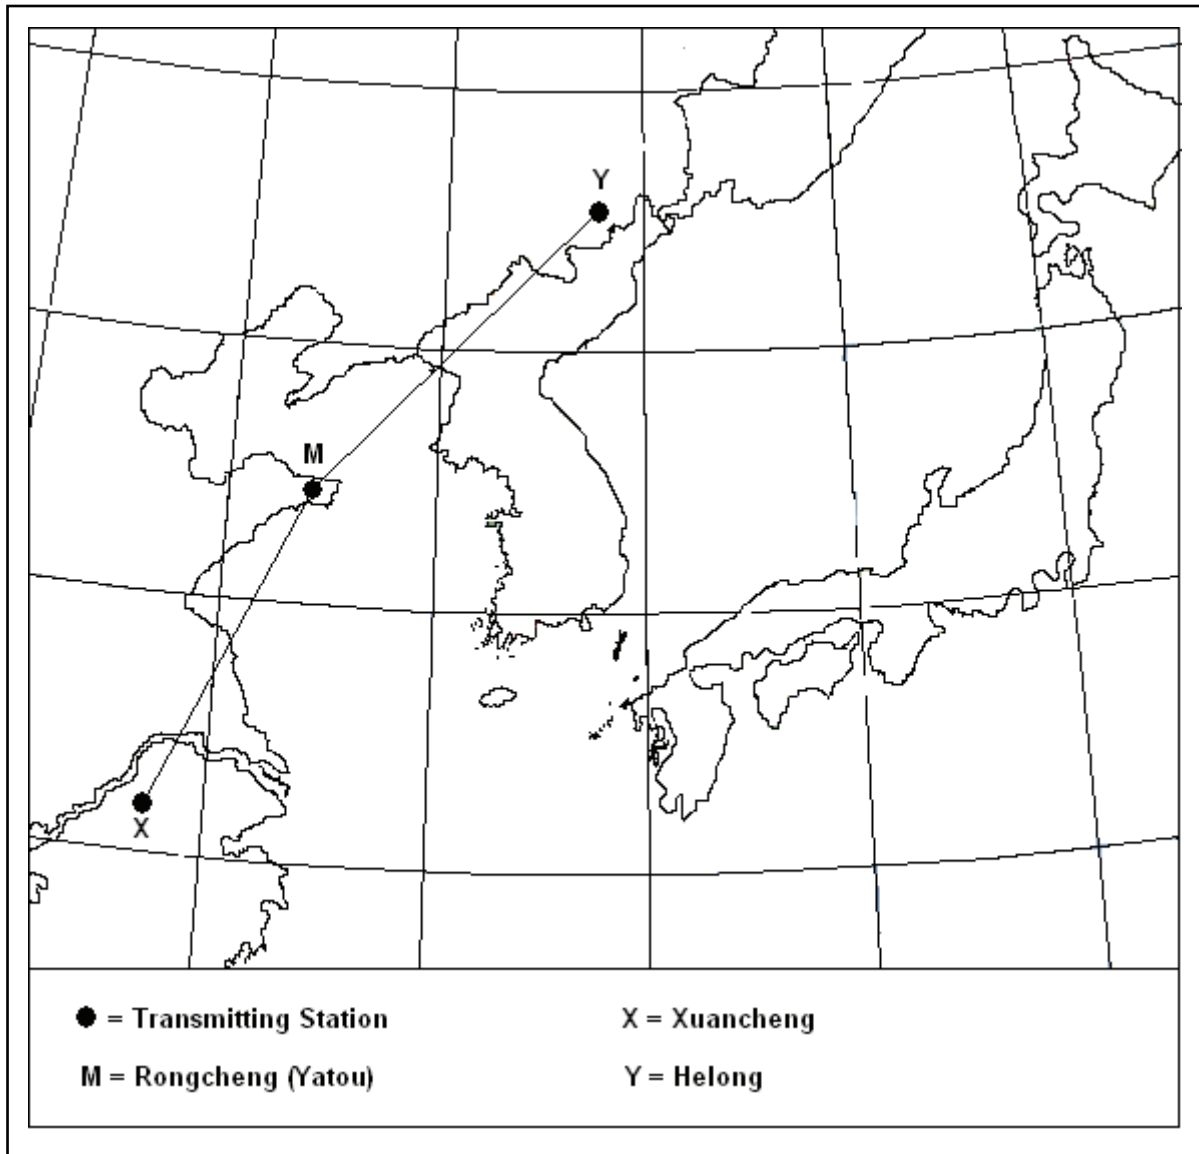 Y
M
X
= Transmitting Station
X = Xuancheng
M = Rongcheng (Yatou)
Y = Helong